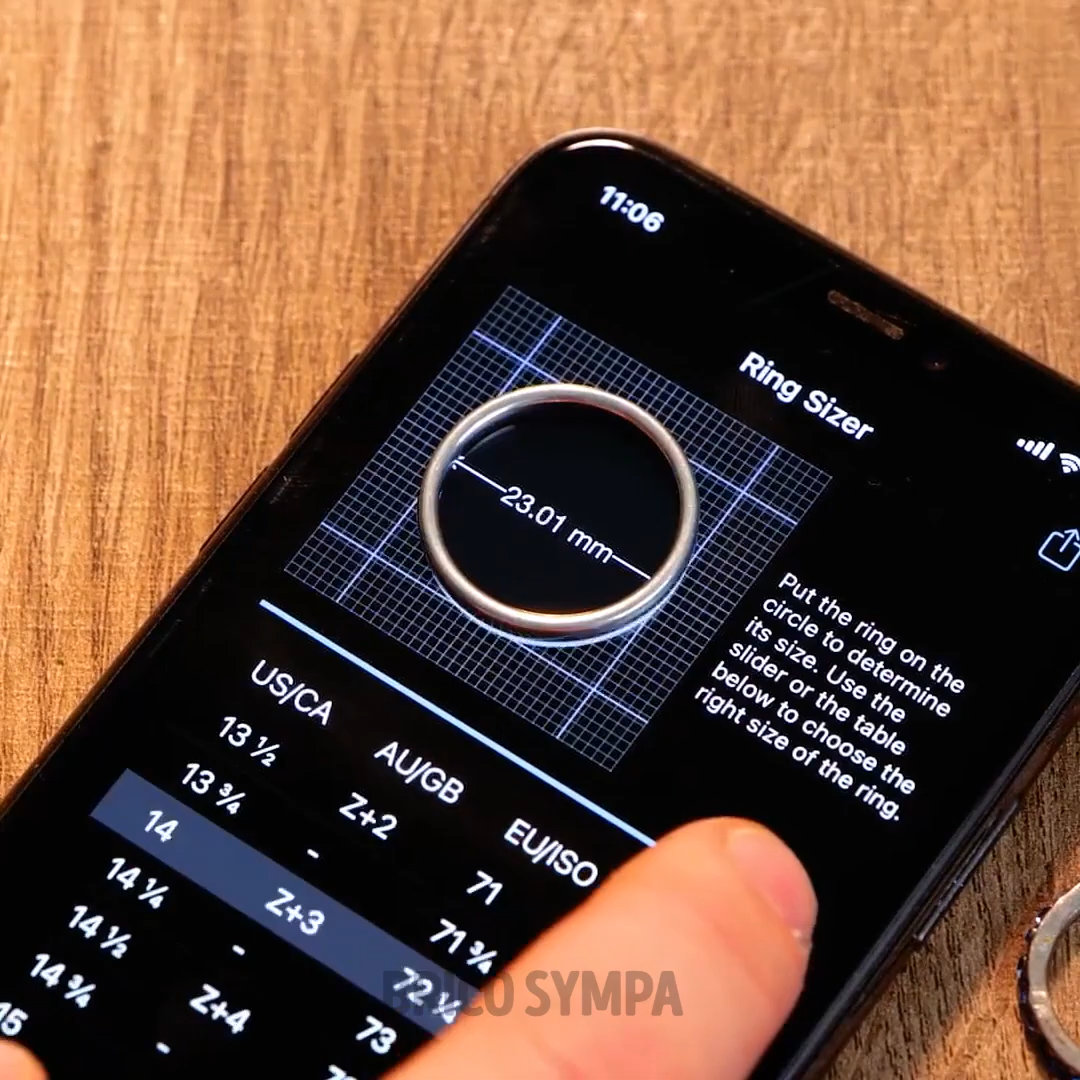 11:06
Ring Sizer
23.01 mm
Put the ring on the
circle to determine
its size. Use the
slider or the table
below to choose the
right size of the ring.
US/CA AU/GB EU/ISO
13 ½ Z+2 71
13 ¾ - 71 ¾
14 Z+3
14 ¼ - 73
14 ½ Z+4
14 ¾ -
15
BRICO SYMPA